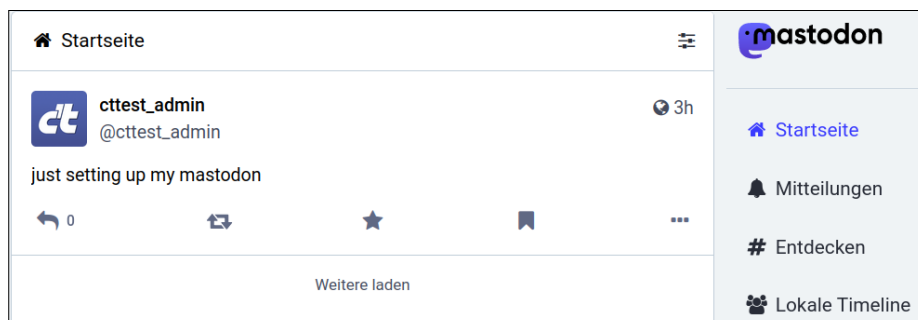 Startseite
c't
cttest_admin
3h
@cttest_admin
just setting up my mastodon
0
Weitere laden
mastodon
Startseite
Mitteilungen
# Entdecken
Lokale Timeline